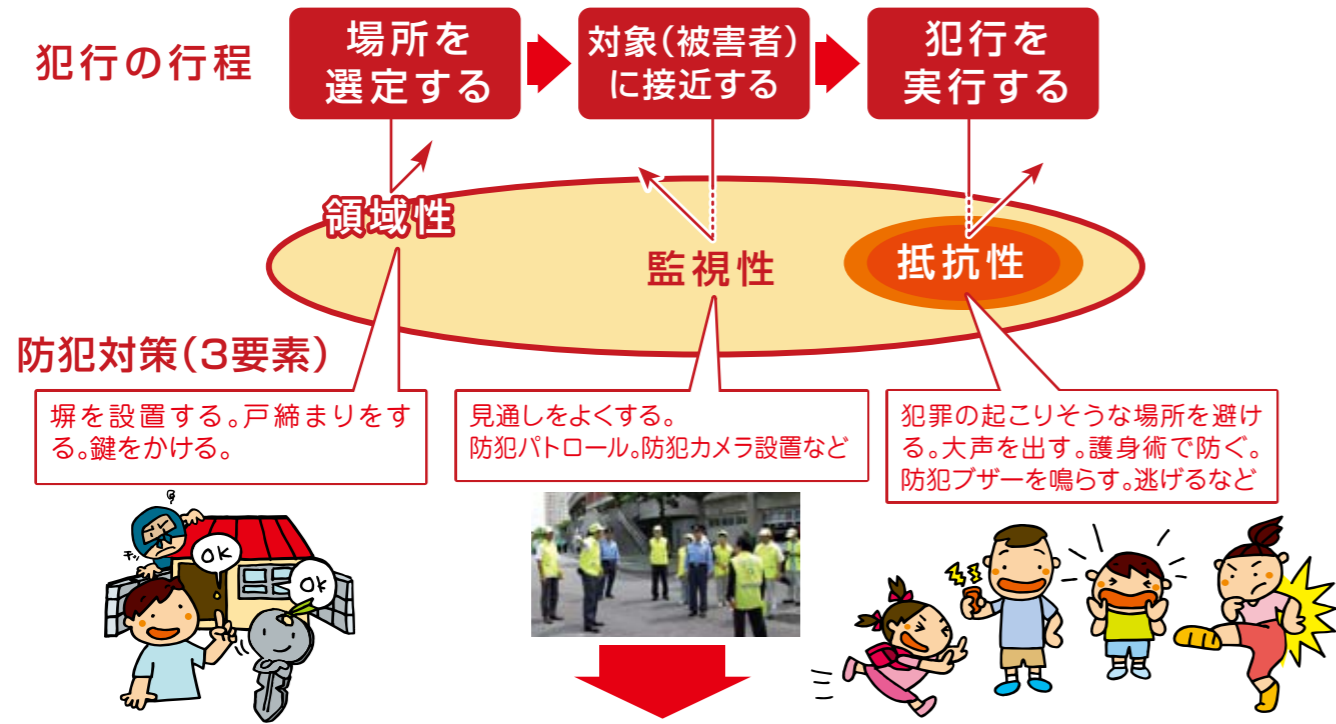 犯行の行程
場所を
選定する
対象(被害者)
に接近する
犯行を
実行する
領域性
監視性
抵抗性
防犯対策(3要素)
塀を設置する。戸締まりをす
る。鍵をかける。
見通しをよくする。
防犯パトロール。防犯カメラ設置など
犯罪の起こりそうな場所を避け
る。大声を出す。護身術で防ぐ。
防犯ブザーを鳴らす。逃げるなど
チッ
OK
OK